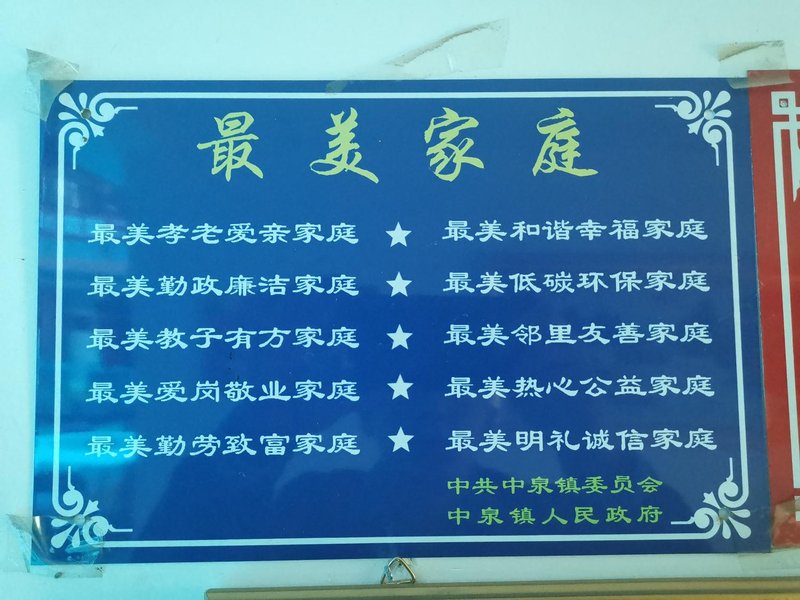 最美家庭
最美孝老爱亲家庭 ★ 最美和谐幸福家庭
最美勤政廉洁家庭 ★ 最美低碳环保家庭
最美教子有方家庭 ★ 最美邻里友善家庭
最美爱岗敬业家庭 ★ 最美热心公益家庭
最美勤劳致富家庭 ★ 最美明礼诚信家庭
中共中泉镇委员会
中泉镇人民政府